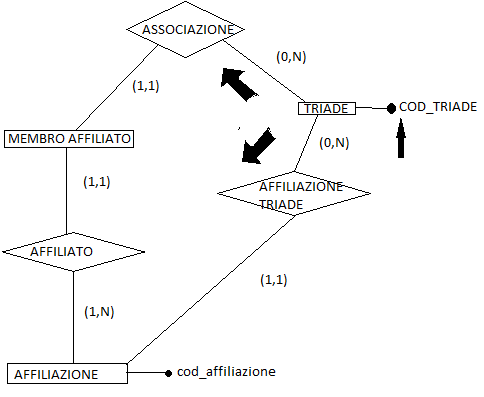 ASSOCIAZIONE
(0,N)
(1,1)
TRIADE
COD_TRIADE
MEMBRO AFFILIATO
(0,N)
(1,1)
AFFILIAZIONE
TRIADE
AFFILIATO
(1,1)
(1,N)
AFFILIAZIONE
cod_affiliazione